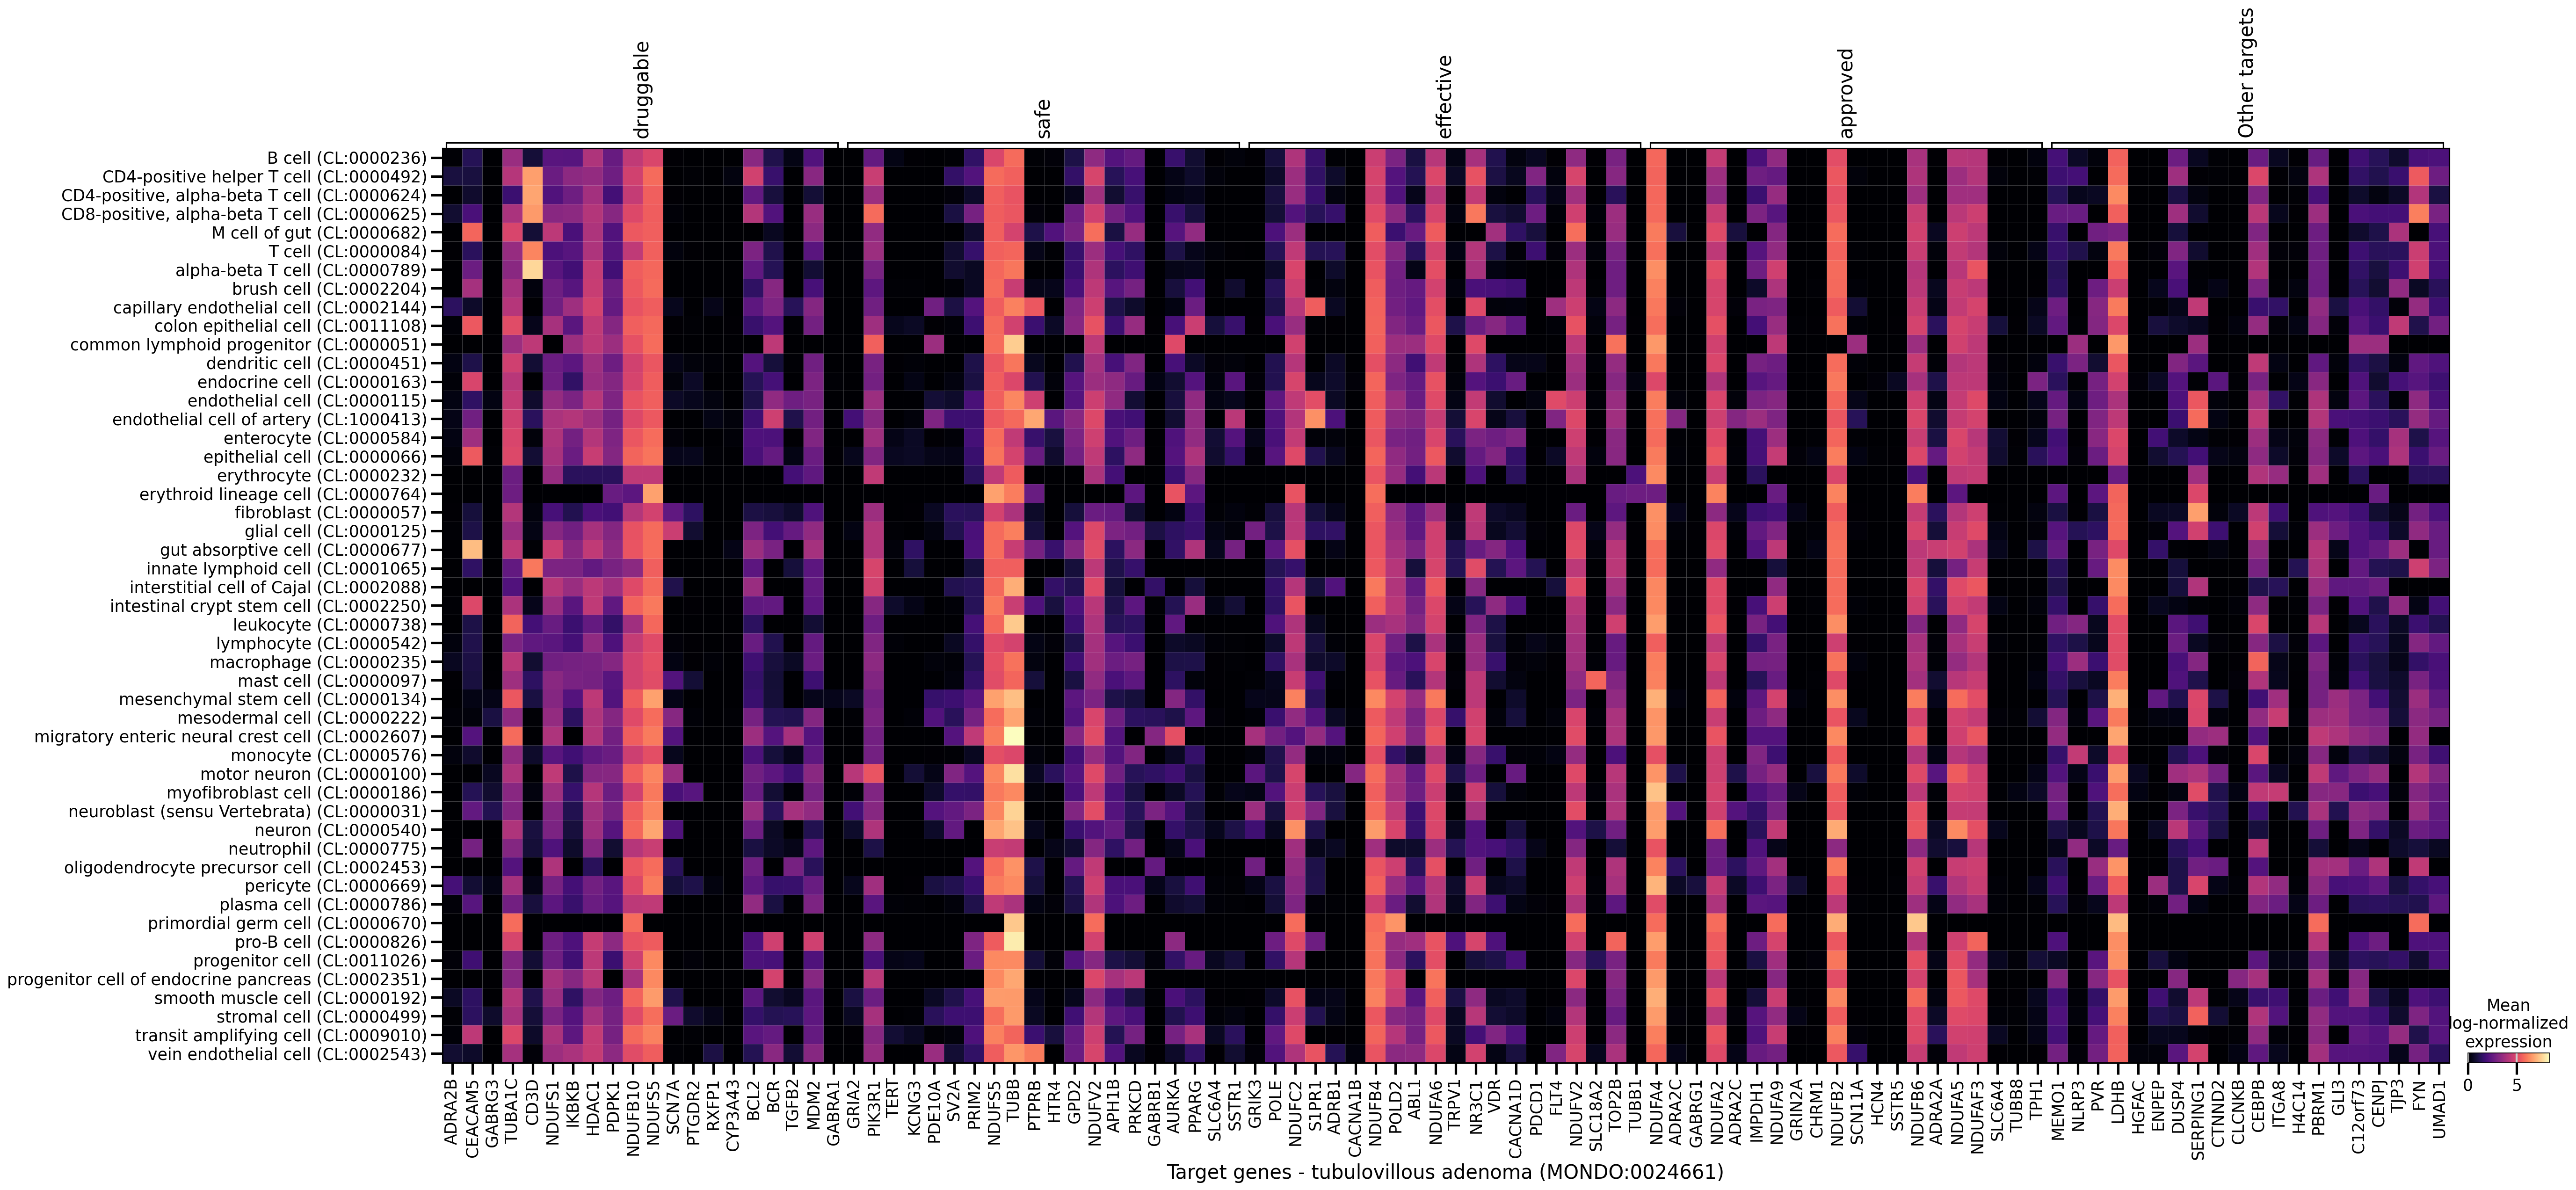 druggable
safe
effective
approved
Other targets
B cell (CL:0000236)
CD4-positive helper T cell (CL:0000492)
CD4-positive, alpha-beta T cell (CL:0000624)
CD8-positive, alpha-beta T cell (CL:0000625)
M cell of gut (CL:0000682)
T cell (CL:0000084)
alpha-beta T cell (CL:0000789)
brush cell (CL:0002204)
capillary endothelial cell (CL:0002144)
colon epithelial cell (CL:0011108)
common lymphoid progenitor (CL:0000051)
dendritic cell (CL:0000451)
endocrine cell (CL:0000163)
endothelial cell (CL:0000115)
endothelial cell of artery (CL:1000413)
enterocyte (CL:0000584)
epithelial cell (CL:0000066)
erythrocyte (CL:0000232)
erythroid lineage cell (CL:0000764)
fibroblast (CL:0000057)
glial cell (CL:0000125)
gut absorptive cell (CL:0000677)
innate lymphoid cell (CL:0001065)
interstitial cell of Cajal (CL:0002088)
intestinal crypt stem cell (CL:0002250)
leukocyte (CL:0000738)
lymphocyte (CL:0000542)
macrophage (CL:0000235)
mast cell (CL:0000097)
mesenchymal stem cell (CL:0000134)
mesodermal cell (CL:0000222)
migratory enteric neural crest cell (CL:0002607)
monocyte (CL:0000576)
motor neuron (CL:0000100)
myofibroblast cell (CL:0000186)
neuroblast (sensu Vertebrata) (CL:0000031)
neuron (CL:0000540)
neutrophil (CL:0000775)
oligodendrocyte precursor cell (CL:0002453)
pericyte (CL:0000669)
plasma cell (CL:0000786)
primordial germ cell (CL:0000670)
pro-B cell (CL:0000826)
progenitor cell (CL:0011026)
progenitor cell of endocrine pancreas (CL:0002351)
smooth muscle cell (CL:0000192)
stromal cell (CL:0000499)
transit amplifying cell (CL:0009010)
vein endothelial cell (CL:0002543)
ADRA2B
CEACAM5
GABRG3
TUBA1C
CD3D
NDUFS1
IKBKB
HDAC1
PDPK1
NDUFB10
NDUFS5
SCN7A
PTGDR2
RXFP1
CYP3A43
BCL2
BCR
TGFB2
MDM2
GABRA1
GRIA2
PIK3R1
TERT
KCNG3
PDE10A
SV2A
PRIM2
NDUFS5
TUBB
PTPRB
HTR4
GPD2
NDUFV2
APH1B
PRKCD
GABRB1
AURKA
PPARG
SLC6A4
SSTR1
GRIK3
POLE
NDUFC2
S1PR1
ADRB1
CACNA1B
NDUFB4
POLD2
ABL1
NDUFA6
TRPV1
NR3C1
VDR
CACNA1D
PDCD1
FLT4
NDUFV2
SLC18A2
TOP2B
TUBB1
NDUFA4
ADRA2C
GABRG1
NDUFA2
ADRA2C
IMPDH1
NDUFA9
GRIN2A
CHRM1
NDUFB2
SCN11A
HCN4
SSTR5
NDUFB6
ADRA2A
NDUFA5
NDUFAF3
SLC6A4
TUBB8
TPH1
MEMO1
NLRP3
PVR
LDHB
HGFAC
ENPEP
DUSP4
SERPING1
CTNND2
CLCNKB
CEBPB
ITGA8
H4C14
PBRM1
GLI3
C12orf73
CENPJ
TJP3
FYN
UMAD1
Target genes - tubulovillous adenoma (MONDO:0024661)
Mean
log-normalized
expression
0 5